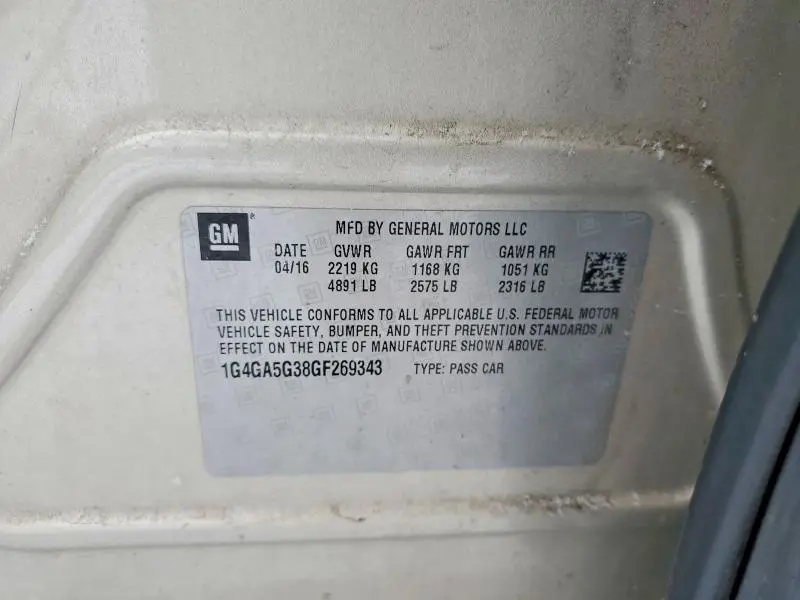 GM ® MFD BY GENERAL MOTORS LLC
DATE GVWR GAWR FRT GAWR RR
04/16 2219 KG 1168 KG 1051 KG
4891 LB 2575 LB 2316 LB
THIS VEHICLE CONFORMS TO ALL APPLICABLE U.S. FEDERAL MOTOR
VEHICLE SAFETY, BUMPER, AND THEFT PREVENTION STANDARDS IN
EFFECT ON THE DATE OF MANUFACTURE SHOWN ABOVE.
1G4GA5G38GF269343 TYPE: PASS CAR